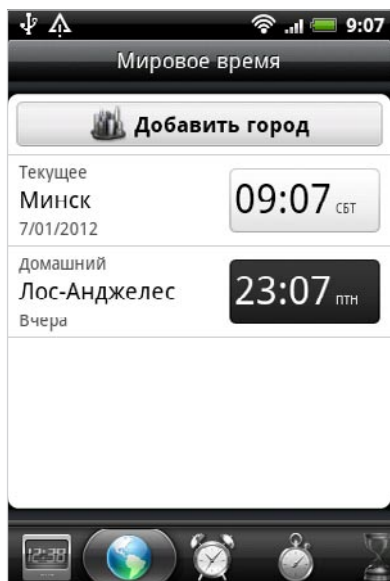 9:07
Мировое время
Добавить город
Текущее
Минск
7/01/2012
09:07 СБТ
Домашний
Лос-Анджелес
Вчера
23:07 ПТН
12:38